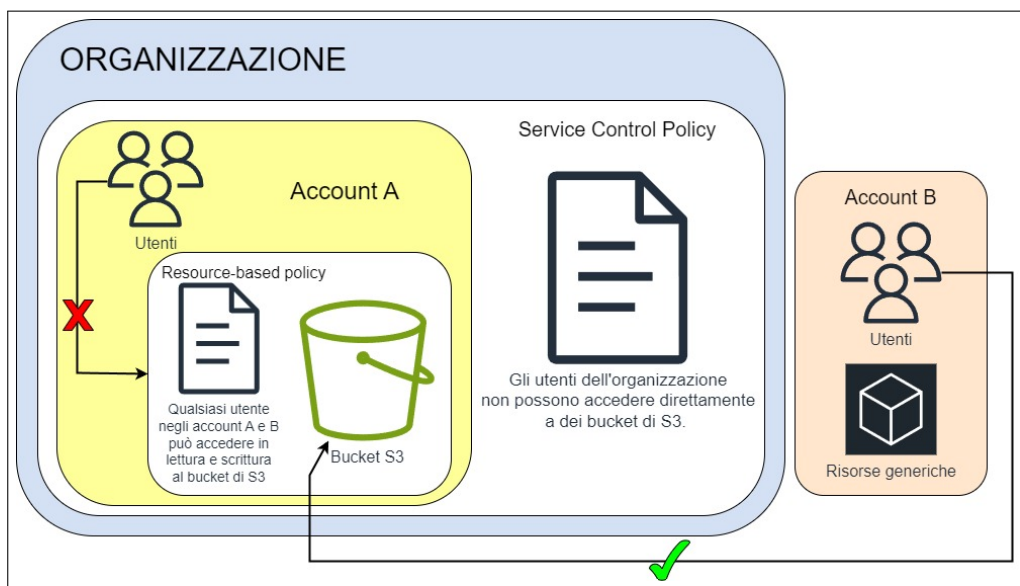 ORGANIZZAZIONE
Service Control Policy
Account A
Utenti
Resource-based policy
Qualsiasi utente
negli account A e B
può accedere in
lettura e scrittura
al bucket di S3
Bucket S3
Gli utenti dell'organizzazione
non possono accedere direttamente
a dei bucket di S3.
Account B
Utenti
Risorse generiche